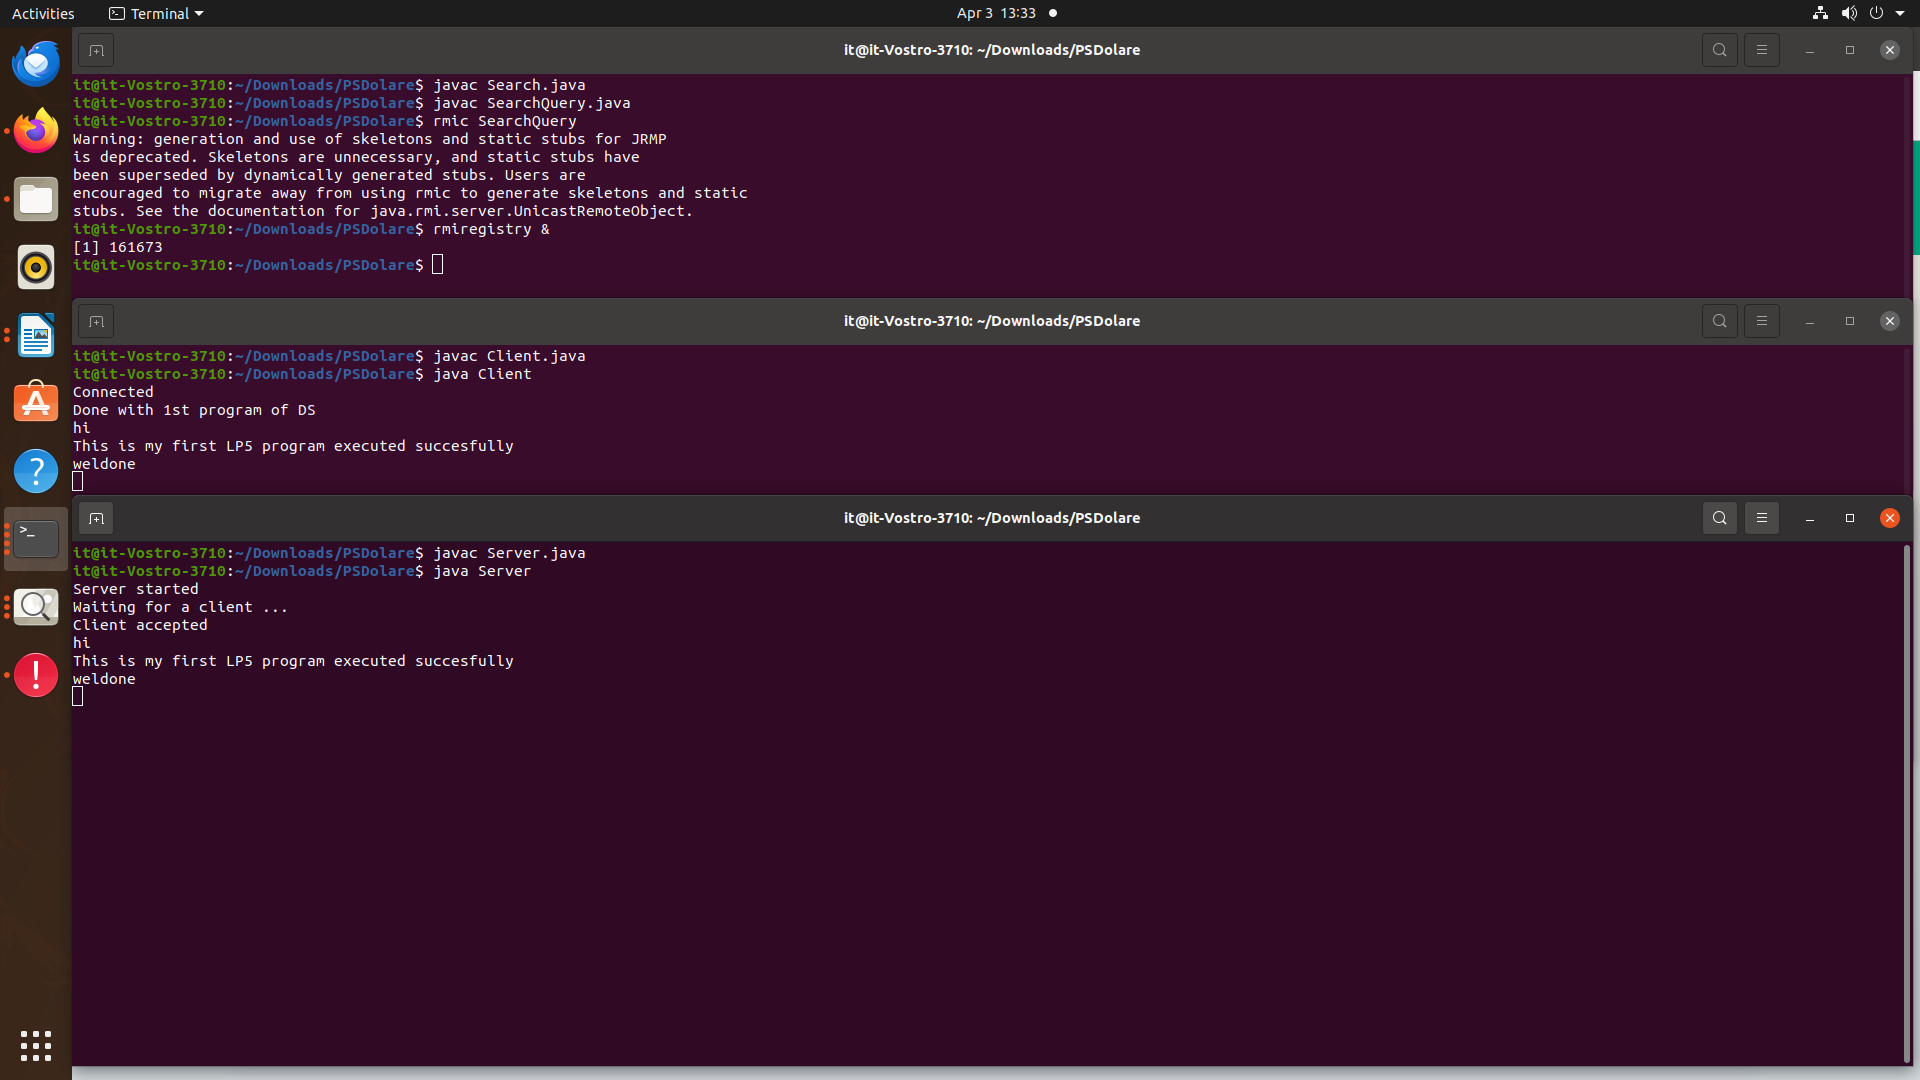 Activities
Terminal
Apr 3 13:33
it@it-Vostro-3710: ~/Downloads/PSDolare
it@it-Vostro-3710:~/Downloads/PSDolare$ javac Search.java
it@it-Vostro-3710:~/Downloads/PSDolare$ javac SearchQuery.java
it@it-Vostro-3710:~/Downloads/PSDolare$ rmic SearchQuery
Warning: generation and use of skeletons and static stubs for JRMP
is deprecated. Skeletons are unnecessary, and static stubs have
been superseded by dynamically generated stubs. Users are
encouraged to migrate away from using rmic to generate skeletons and static
stubs. See the documentation for java.rmi.server.UnicastRemoteObject.
it@it-Vostro-3710:~/Downloads/PSDolare$ rmiregistry &
[1] 161673
it@it-Vostro-3710:~/Downloads/PSDolare$
it@it-Vostro-3710: ~/Downloads/PSDolare
it@it-Vostro-3710:~/Downloads/PSDolare$ javac Client.java
it@it-Vostro-3710:~/Downloads/PSDolare$ java Client
Connected
Done with 1st program of DS
hi
This is my first LP5 program executed succesfully
weldone
it@it-Vostro-3710: ~/Downloads/PSDolare
it@it-Vostro-3710:~/Downloads/PSDolare$ javac Server.java
it@it-Vostro-3710:~/Downloads/PSDolare$ java Server
Server started
Waiting for a client ...
Client accepted
hi
This is my first LP5 program executed succesfully
weldone